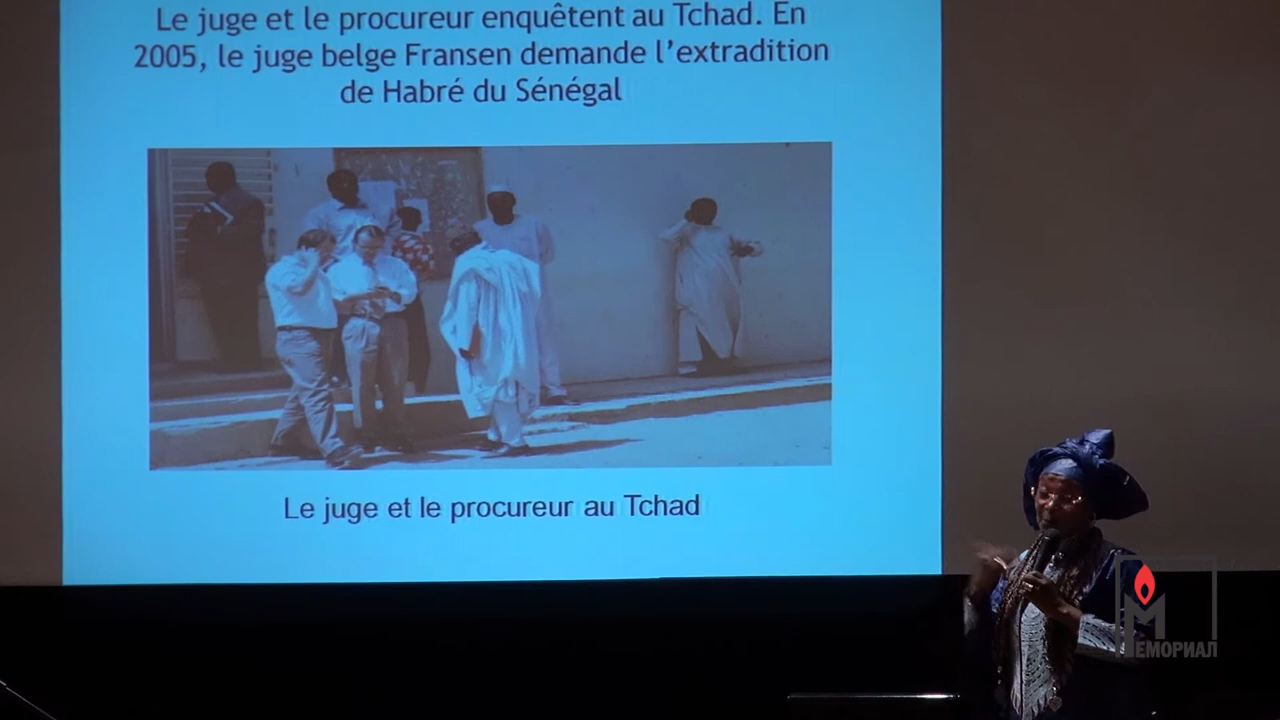 Le juge et le procureur enquêtent au Tchad. En
2005, le juge belge Fransen demande l’extradition
de Habré du Sénégal
Le juge et le procureur au Tchad
МЕМОРИАЛ